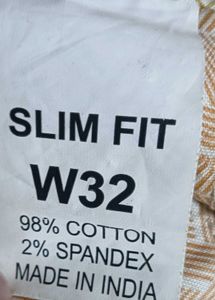 SLIM FIT
W32
98% COTTON
2% SPANDEX
MADE IN INDIA